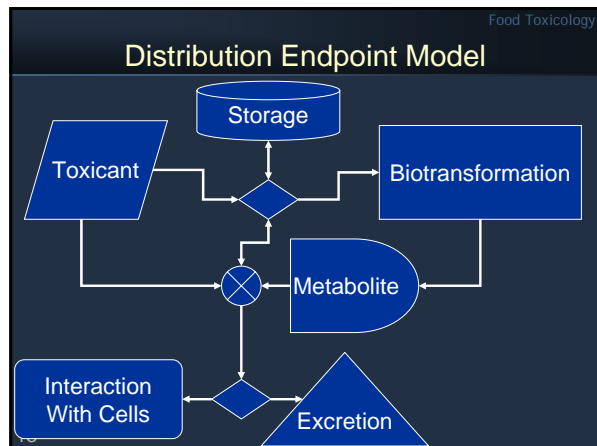 Food Toxicology
Distribution Endpoint Model
Storage
Toxicant
Biotransformation
Metabolite
Interaction
With Cells
Excretion